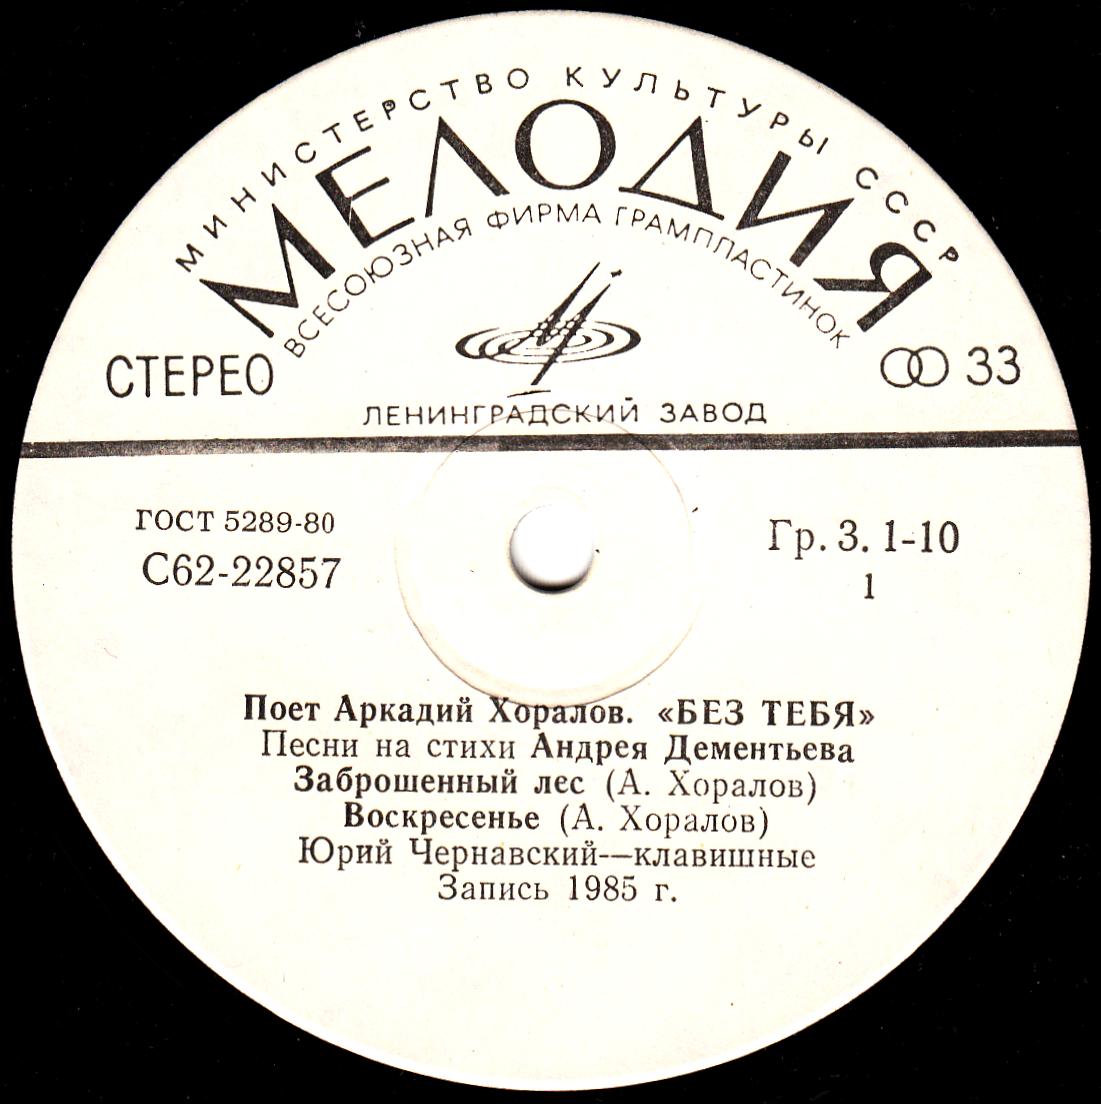 МИНИСТЕРСТВО КУЛЬТУРЫ СССР
МЕЛОДИЯ
ВСЕСОЮЗНАЯ ФИРМА ГРАМПЛАСТИНОК
СТЕРЕО
33
ЛЕНИНГРАДСКИЙ ЗАВОД
ГОСТ 5289-80
С62-22857
Гр. 3. 1-10
1
Поет Аркадий Хоралов. «БЕЗ ТЕБЯ»
Песни на стихи Андрея Дементьева
Заброшенный лес (А. Хоралов)
Воскресенье (А. Хоралов)
Юрий Чернавский—клавишные
Запись 1985 г.